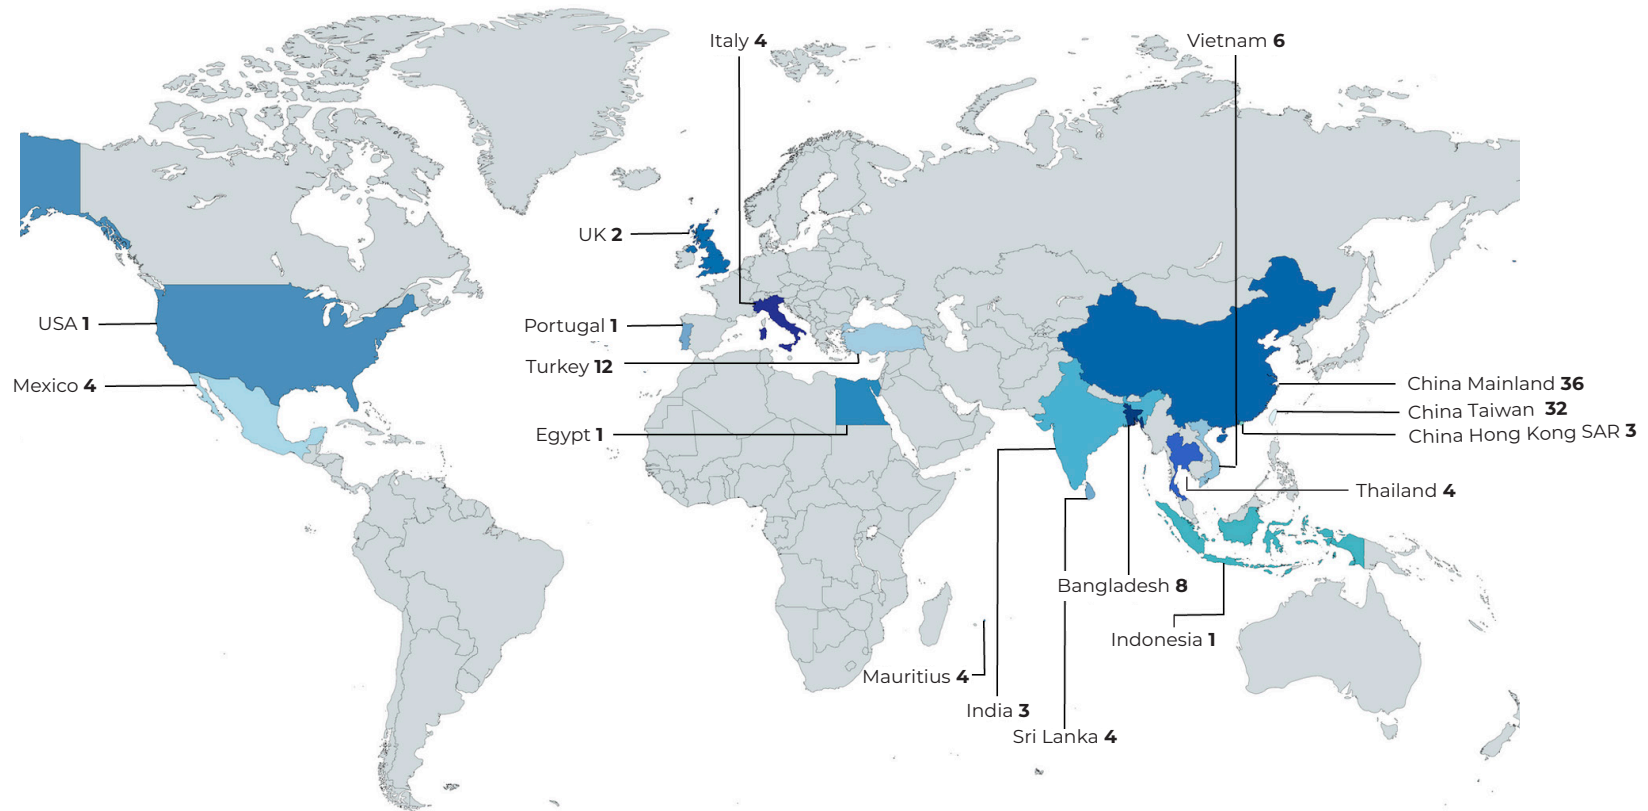 Italy 4
Vietnam 6
UK 2
USA 1
Portugal 1
Turkey 12
Mexico 4
China Mainland 36
China Taiwan 32
Egypt 1
China Hong Kong SAR 3
Thailand 4
Bangladesh 8
Indonesia 1
Mauritius 4
India 3
Sri Lanka 4